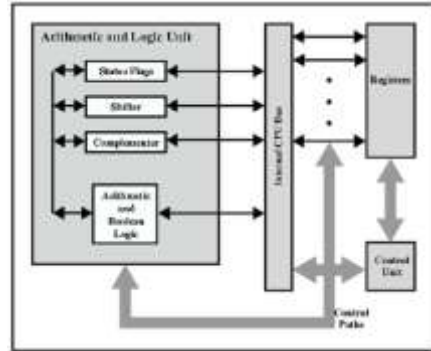 Arithmetic and Logic Unit
Status Flags
Shifter
Complementer
Arithmetic
and
Boolean
Logic
Internal CPU Bus
Registers
Control
Unit
Control
Paths